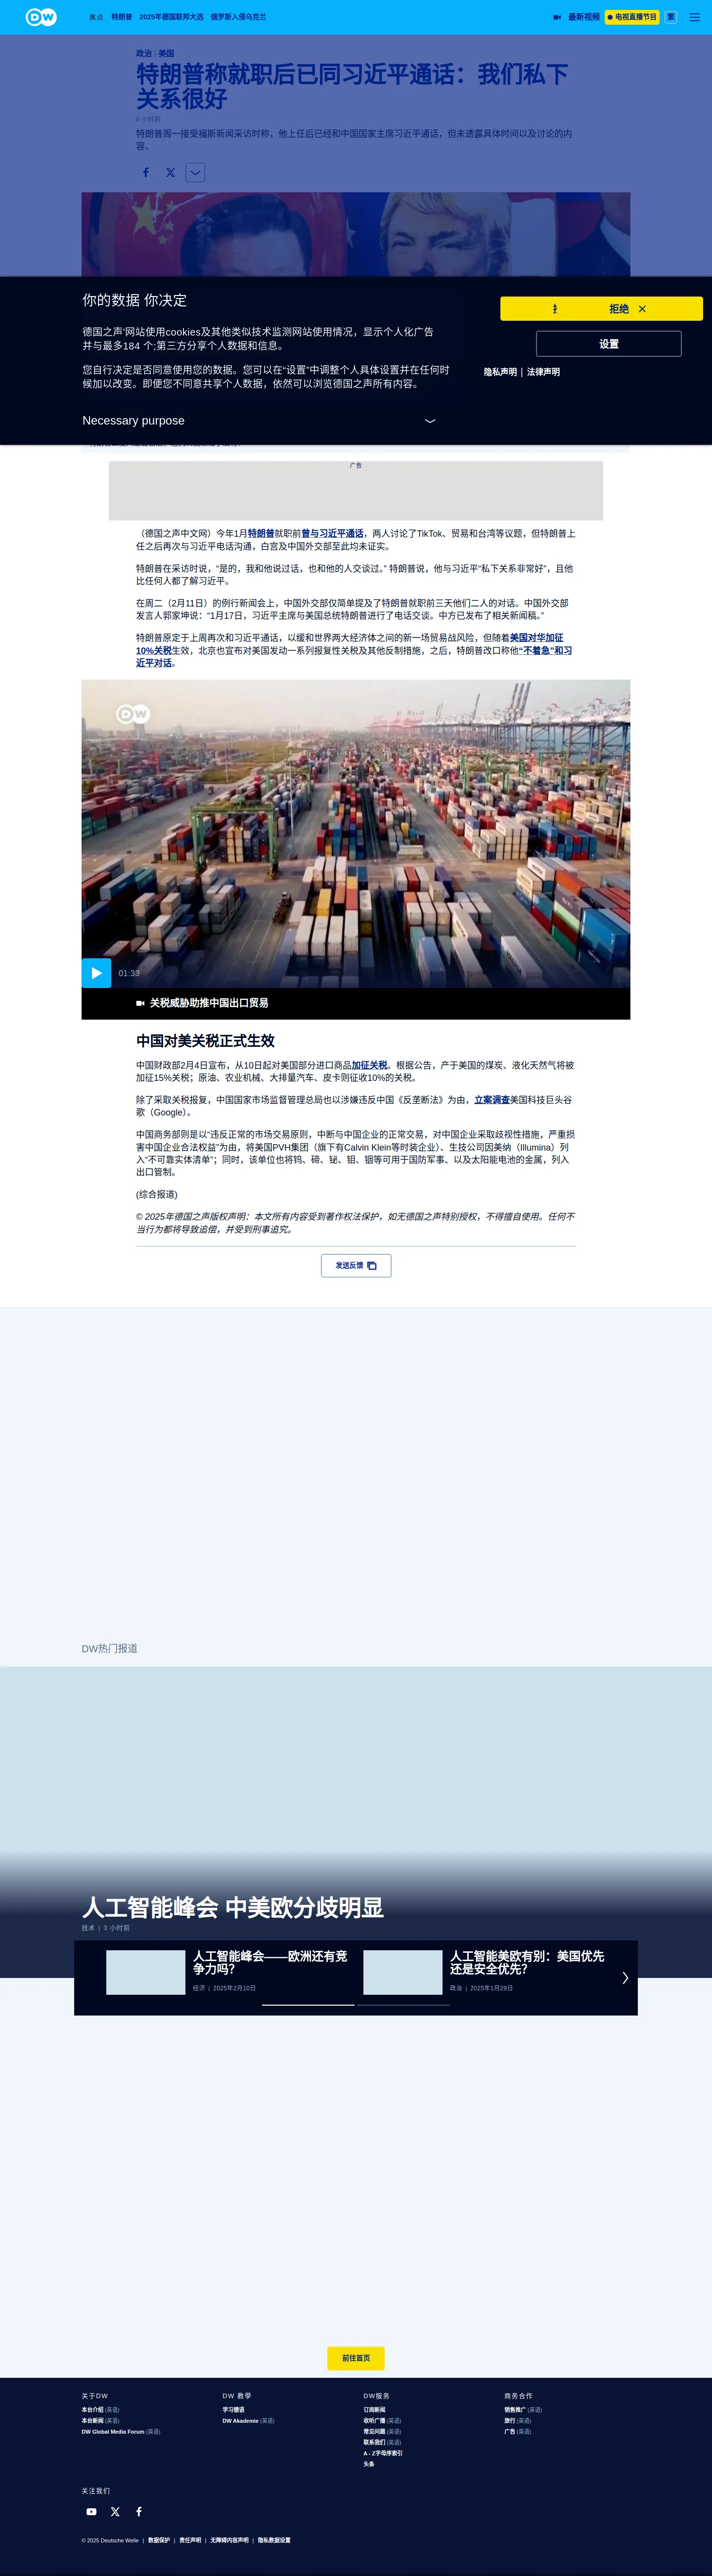 DW
焦点 特朗普 2025年德国联邦大选 俄罗斯入侵乌克兰 最新视频 电视直播节目 繁
政治 | 美国
特朗普称就职后已同习近平通话：我们私下
关系很好
6 小时前
特朗普周一接受福斯新闻采访时称，他上任后已经和中国国家主席习近平通话，但未透露具体时间以及讨论的内
容。
你的数据 你决定
拒绝
德国之声'网站使用cookies及其他类似技术监测网站使用情况，显示个人化广告
并与最多184 个;第三方分享个人数据和信息。
设置
您自行决定是否同意使用您的数据。您可以在“设置”中调整个人具体设置并在任何时
候加以改变。即便您不同意共享个人数据，依然可以浏览德国之声所有内容。
隐私声明 | 法律声明
Necessary purpose
广告
（德国之声中文网）今年1月特朗普就职前曾与习近平通话，两人讨论了TikTok、贸易和台湾等议题，但特朗普上
任之后再次与习近平电话沟通，白宫及中国外交部至此均未证实。
特朗普在采访时说，“是的，我和他说过话，也和他的人交谈过。” 特朗普说，他与习近平“私下关系非常好”，且他
比任何人都了解习近平。
在周二（2月11日）的例行新闻会上，中国外交部仅简单提及了特朗普就职前三天他们二人的对话。中国外交部
发言人郭家坤说：“1月17日，习近平主席与美国总统特朗普进行了电话交谈。中方已发布了相关新闻稿。”
特朗普原定于上周再次和习近平通话，以缓和世界两大经济体之间的新一场贸易战风险，但随着美国对华加征
10%关税生效，北京也宣布对美国发动一系列报复性关税及其他反制措施，之后，特朗普改口称他“不着急”和习
近平对话。
DW
01:33
关税威胁助推中国出口贸易
中国对美关税正式生效
中国财政部2月4日宣布，从10日起对美国部分进口商品加征关税。根据公告，产于美国的煤炭、液化天然气将被
加征15%关税；原油、农业机械、大排量汽车、皮卡则征收10%的关税。
除了采取关税报复，中国国家市场监督管理总局也以涉嫌违反中国《反垄断法》为由，立案调查美国科技巨头谷
歌（Google）。
中国商务部则是以“违反正常的市场交易原则，中断与中国企业的正常交易，对中国企业采取歧视性措施，严重损
害中国企业合法权益”为由，将美国PVH集团（旗下有Calvin Klein等时装企业）、生技公司因美纳（Illumina）列
入“不可靠实体清单”；同时，该单位也将钨、碲、铋、钼、铟等可用于国防军事、以及太阳能电池的金属，列入
出口管制。
(综合报道)
© 2025年德国之声版权声明：本文所有内容受到著作权法保护，如无德国之声特别授权，不得擅自使用。任何不
当行为都将导致追偿，并受到刑事追究。
发送反馈
DW热门报道
人工智能峰会 中美欧分歧明显
技术 | 3 小时前
人工智能峰会——欧洲还有竞
争力吗？
经济 | 2025年2月10日
人工智能美欧有别：美国优先
还是安全优先？
政治 | 2025年1月29日
前往首页
关于DW
本台介绍 (英语)
本台新闻 (英语)
DW Global Media Forum (英语)
DW 教學
学习德语
DW Akademie (英语)
DW服务
订阅新闻
收听广播 (英语)
常见问题 (英语)
联系我们 (英语)
A - Z字母序索引
头条
商务合作
销售推广 (英语)
旅行 (英语)
广告 (英语)
关注我们
© 2025 Deutsche Welle | 数据保护 | 责任声明 | 无障碍内容声明 | 隐私数据设置